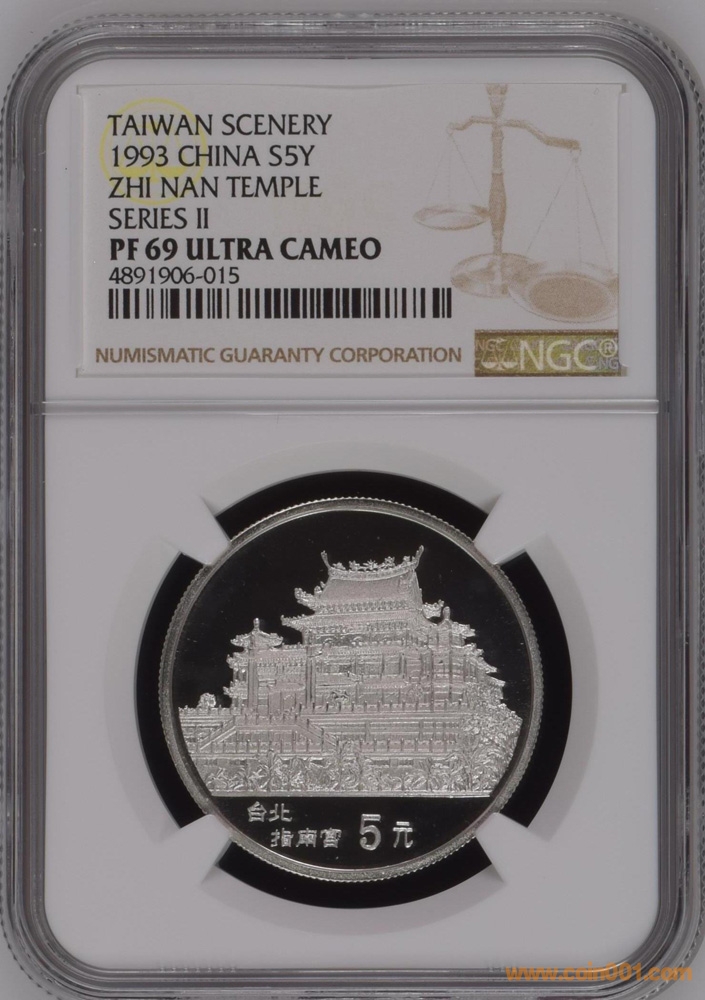 TAIWAN SCENERY
1993 CHINA S5Y
ZHI NAN TEMPLE
SERIES II
PF 69 ULTRA CAMEO
4891906-015
NUMISMATIC GUARANTY CORPORATION
NGC®
台北
指南宫 5元
www.coin001.com